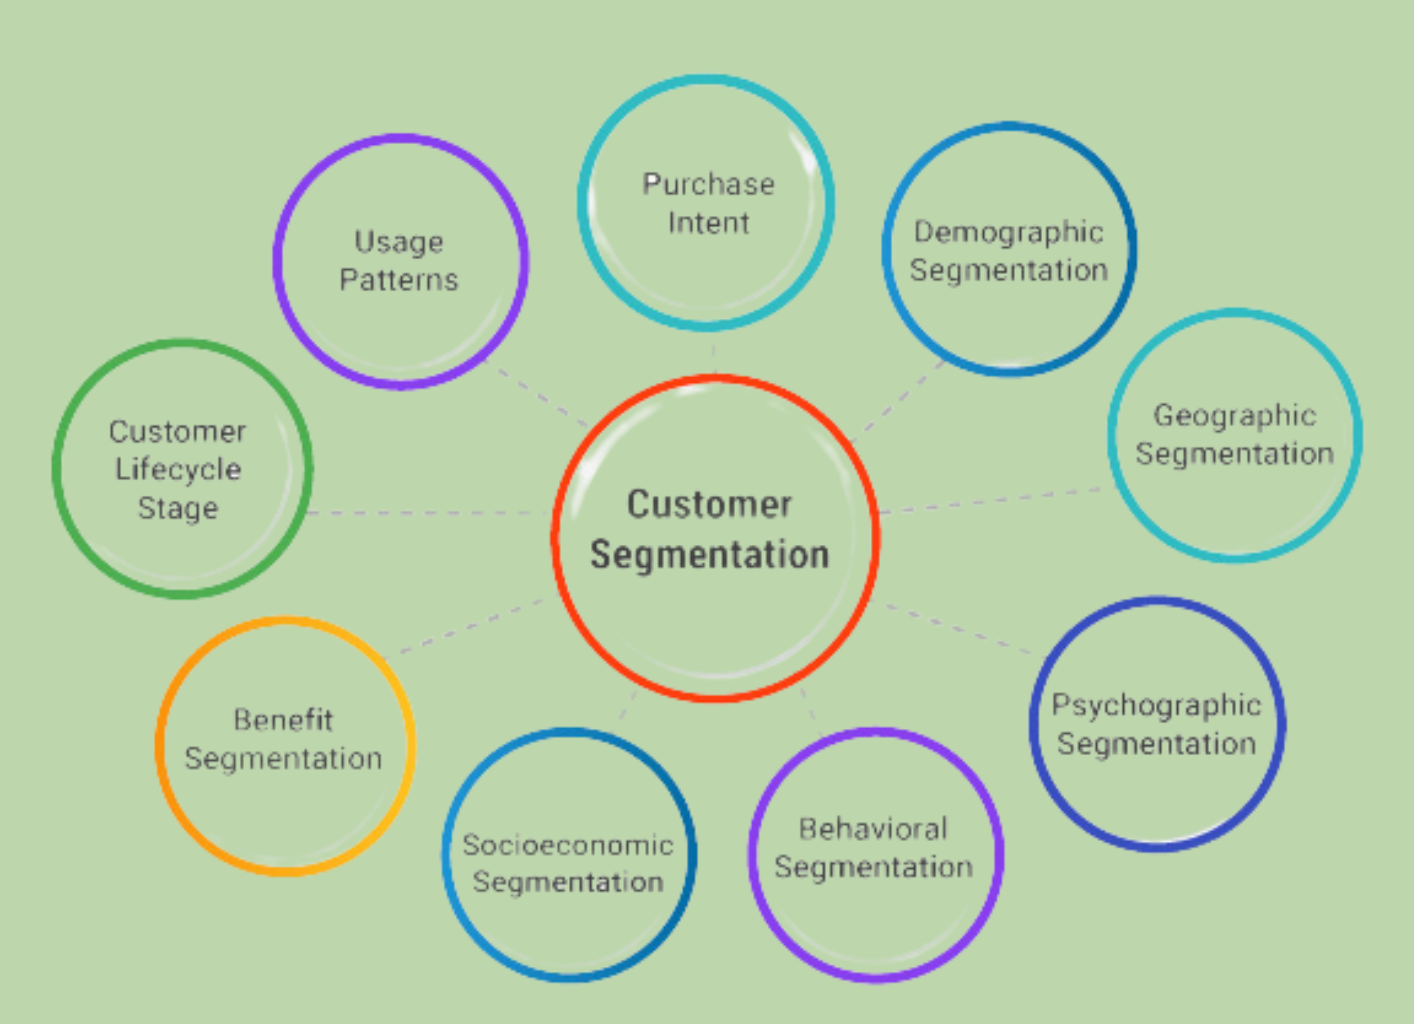 Purchase
Intent
Demographic
Segmentation
Usage
Patterns
Geographic
Segmentation
Customer
Lifecycle
Stage
Customer
Segmentation
Psychographic
Segmentation
Benefit
Segmentation
Behavioral
Segmentation
Socioeconomic
Segmentation